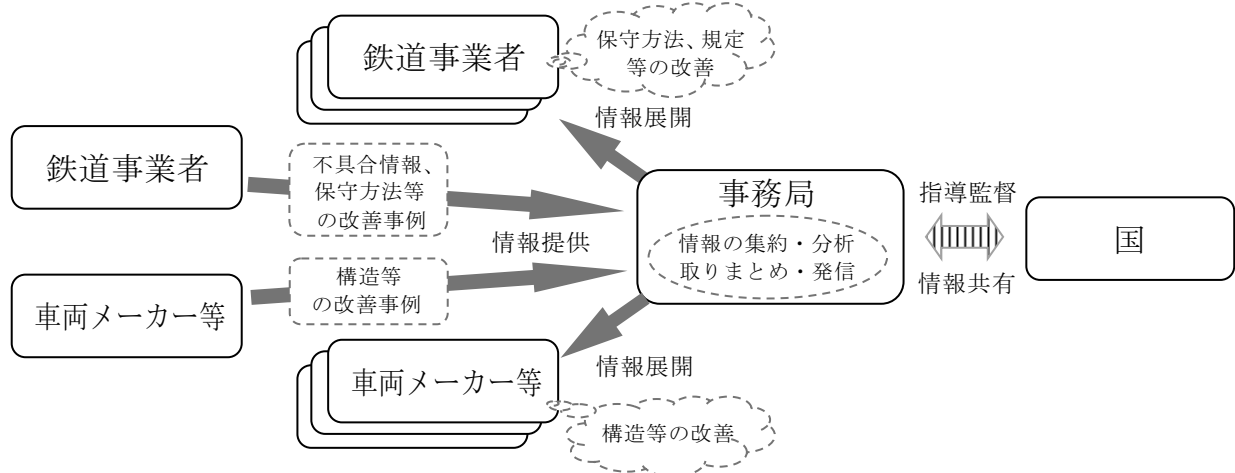 鉄道事業者
保守方法、規定
等の改善
情報展開
鉄道事業者
不具合情報、
保守方法等
の改善事例
情報提供
事務局
情報の集約・分析
取りまとめ・発信
指導監督
情報共有
国
車両メーカー等
構造等
の改善事例
車両メーカー等
情報展開
構造等の改善